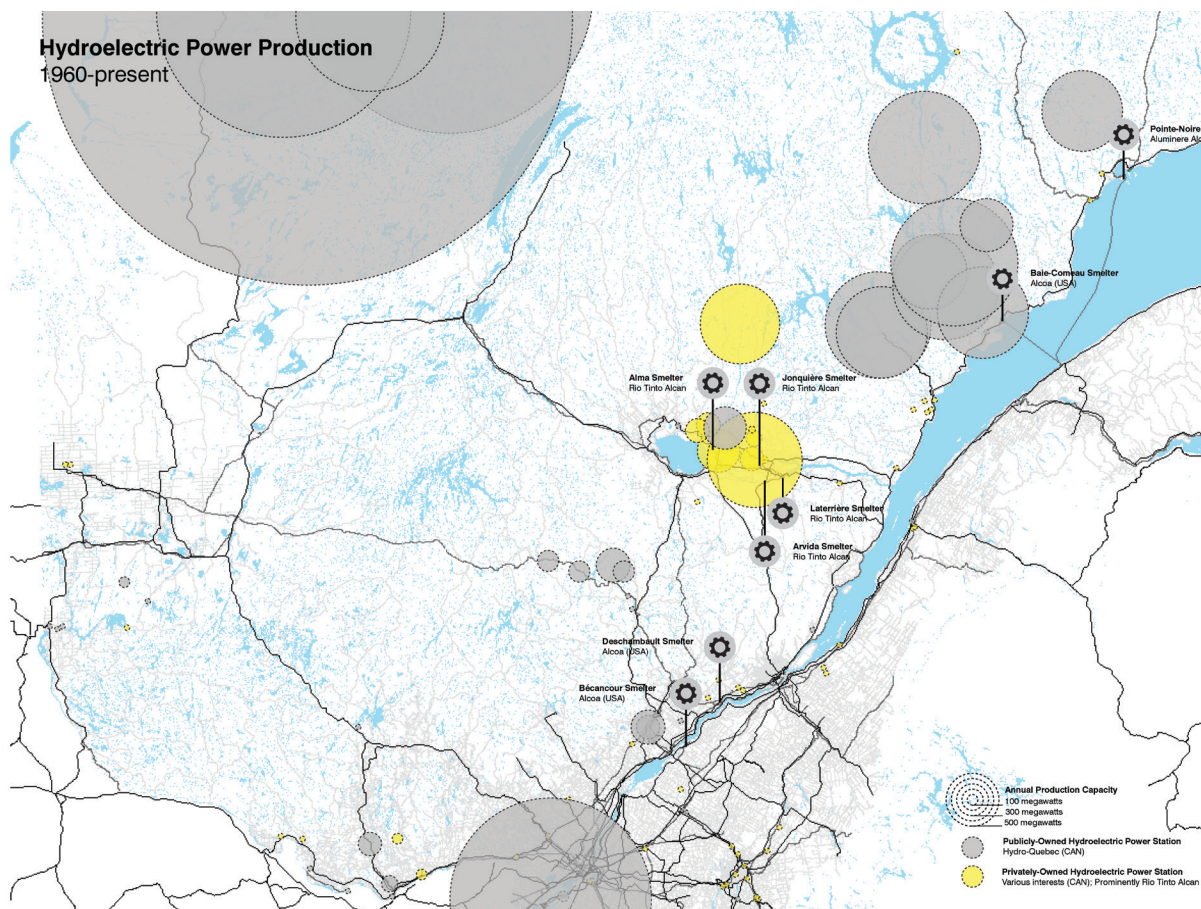 Hydroelectric Power Production
1960-present
Pointe-Noire
Aluminere Alc
Baie-Comeau Smelter
Alcoa (USA)
Alma Smelter
Rio Tinto Alcan
Jonquière Smelter
Rio Tinto Alcan
Laterrière Smelter
Rio Tinto Alcan
Arvida Smelter
Rio Tinto Alcan
Deschambault Smelter
Alcoa (USA)
Bécancour Smelter
Alcoa (USA)
Annual Production Capacity
100 megawatts
300 megawatts
500 megawatts
Publicly-Owned Hydroelectric Power Station
Hydro-Quebec (CAN)
Privately-Owned Hydroelectric Power Station
Various interests (CAN); Prominently Rio Tinto Alcan